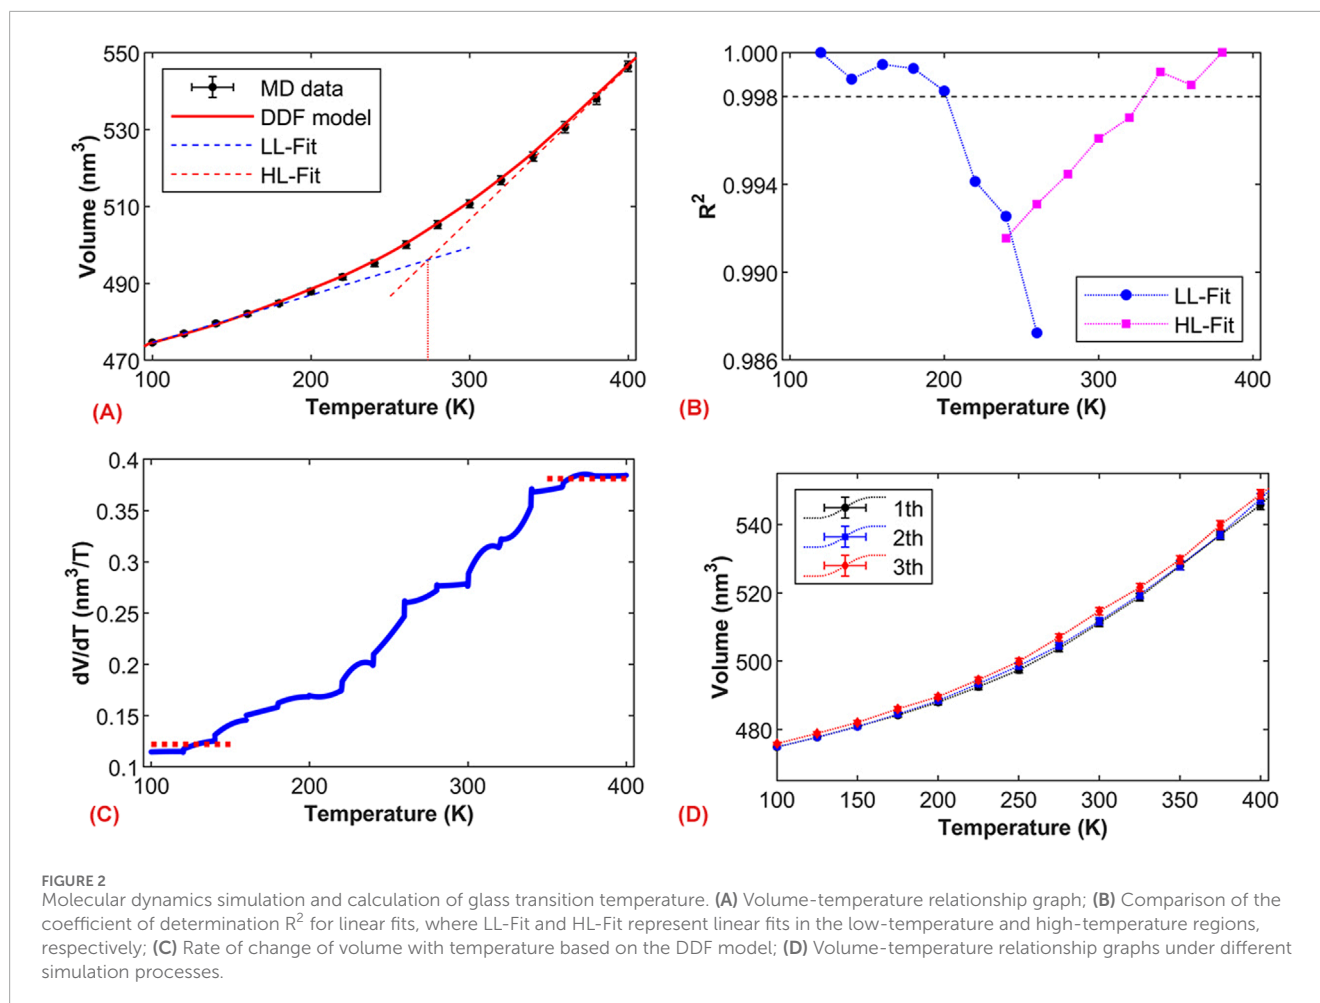 550
530
510
490
470
Volume (nm³)
MD data
DDF model
LL-Fit
HL-Fit
100
200
300
400
Temperature (K)
(A)
1.000
0.998
0.994
0.990
0.986
R²
LL-Fit
HL-Fit
100
200
300
400
Temperature (K)
(B)
0.4
0.35
0.3
0.25
0.2
0.15
0.1
dV/dT (nm³/T)
100
200
300
400
Temperature (K)
(C)
540
520
500
480
Volume (nm³)
1th
2th
3th
100
150
200
250
300
350
400
Temperature (K)
(D)
FIGURE 2
Molecular dynamics simulation and calculation of glass transition temperature. (A) Volume-temperature relationship graph; (B) Comparison of the
coefficient of determination R² for linear fits, where LL-Fit and HL-Fit represent linear fits in the low-temperature and high-temperature regions,
respectively; (C) Rate of change of volume with temperature based on the DDF model; (D) Volume-temperature relationship graphs under different
simulation processes.